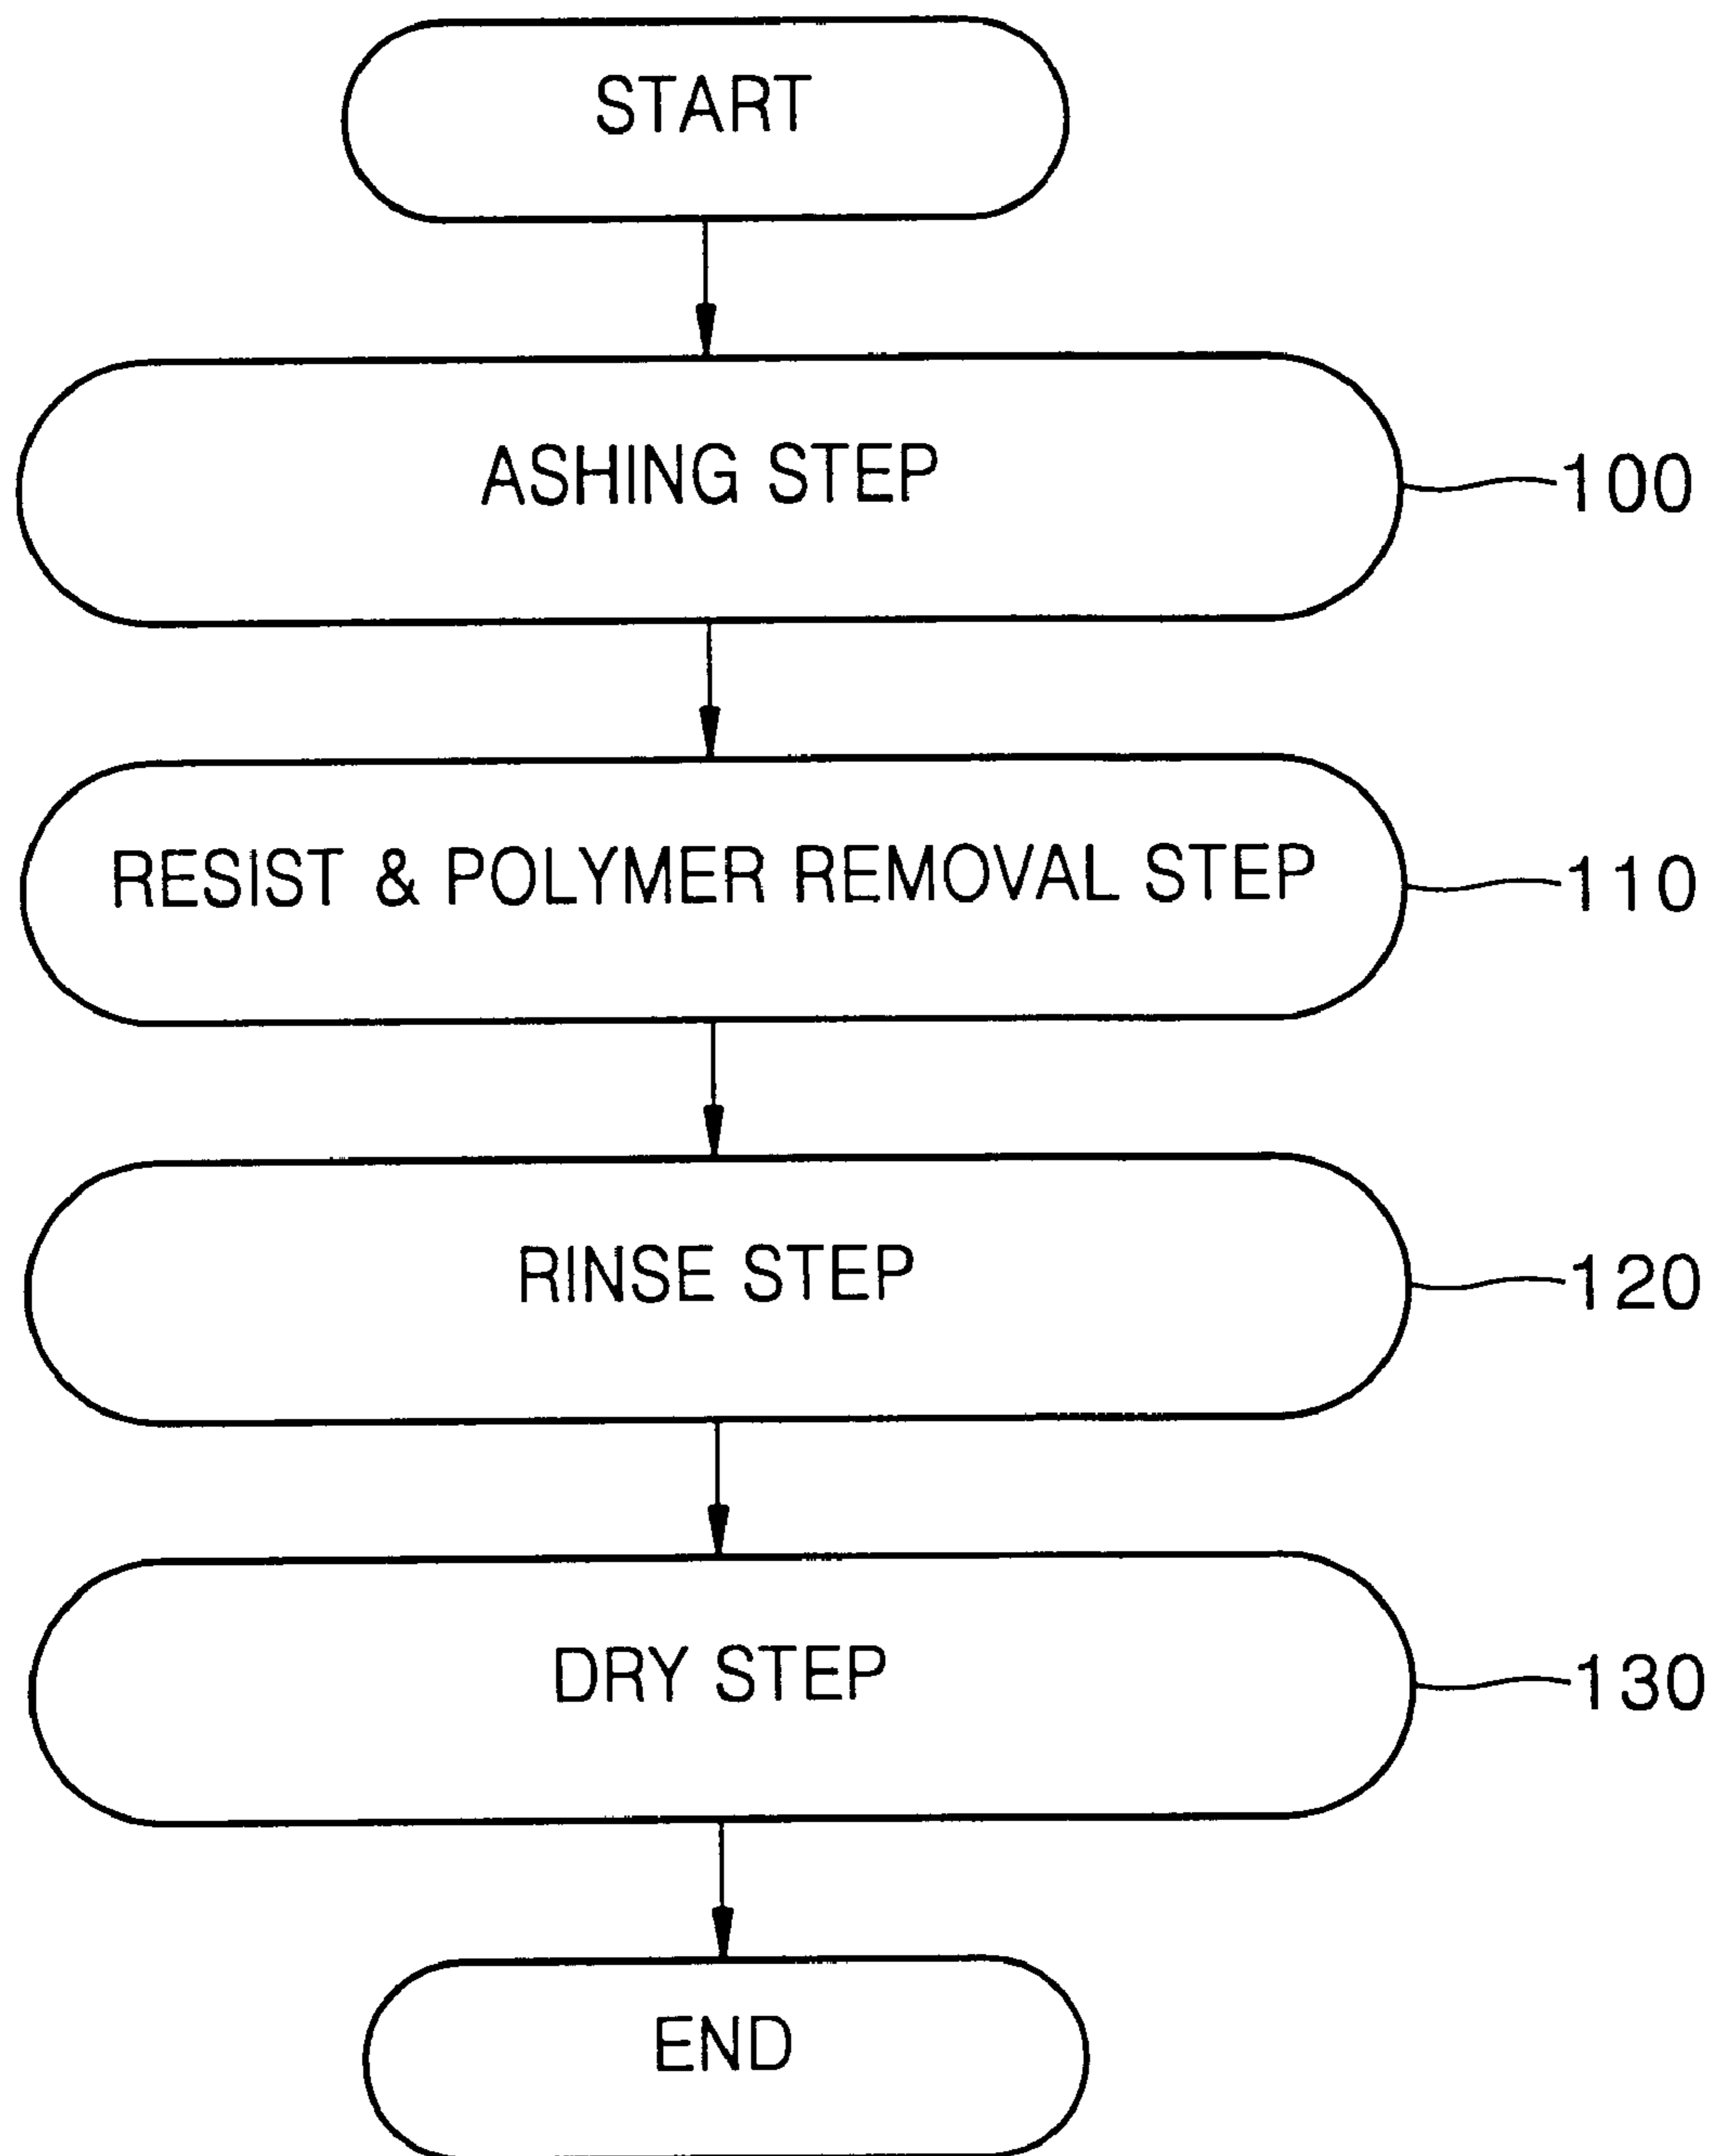 START
ASHING STEP
100
RESIST & POLYMER REMOVAL STEP
110
RINSE STEP
120
DRY STEP
130
END